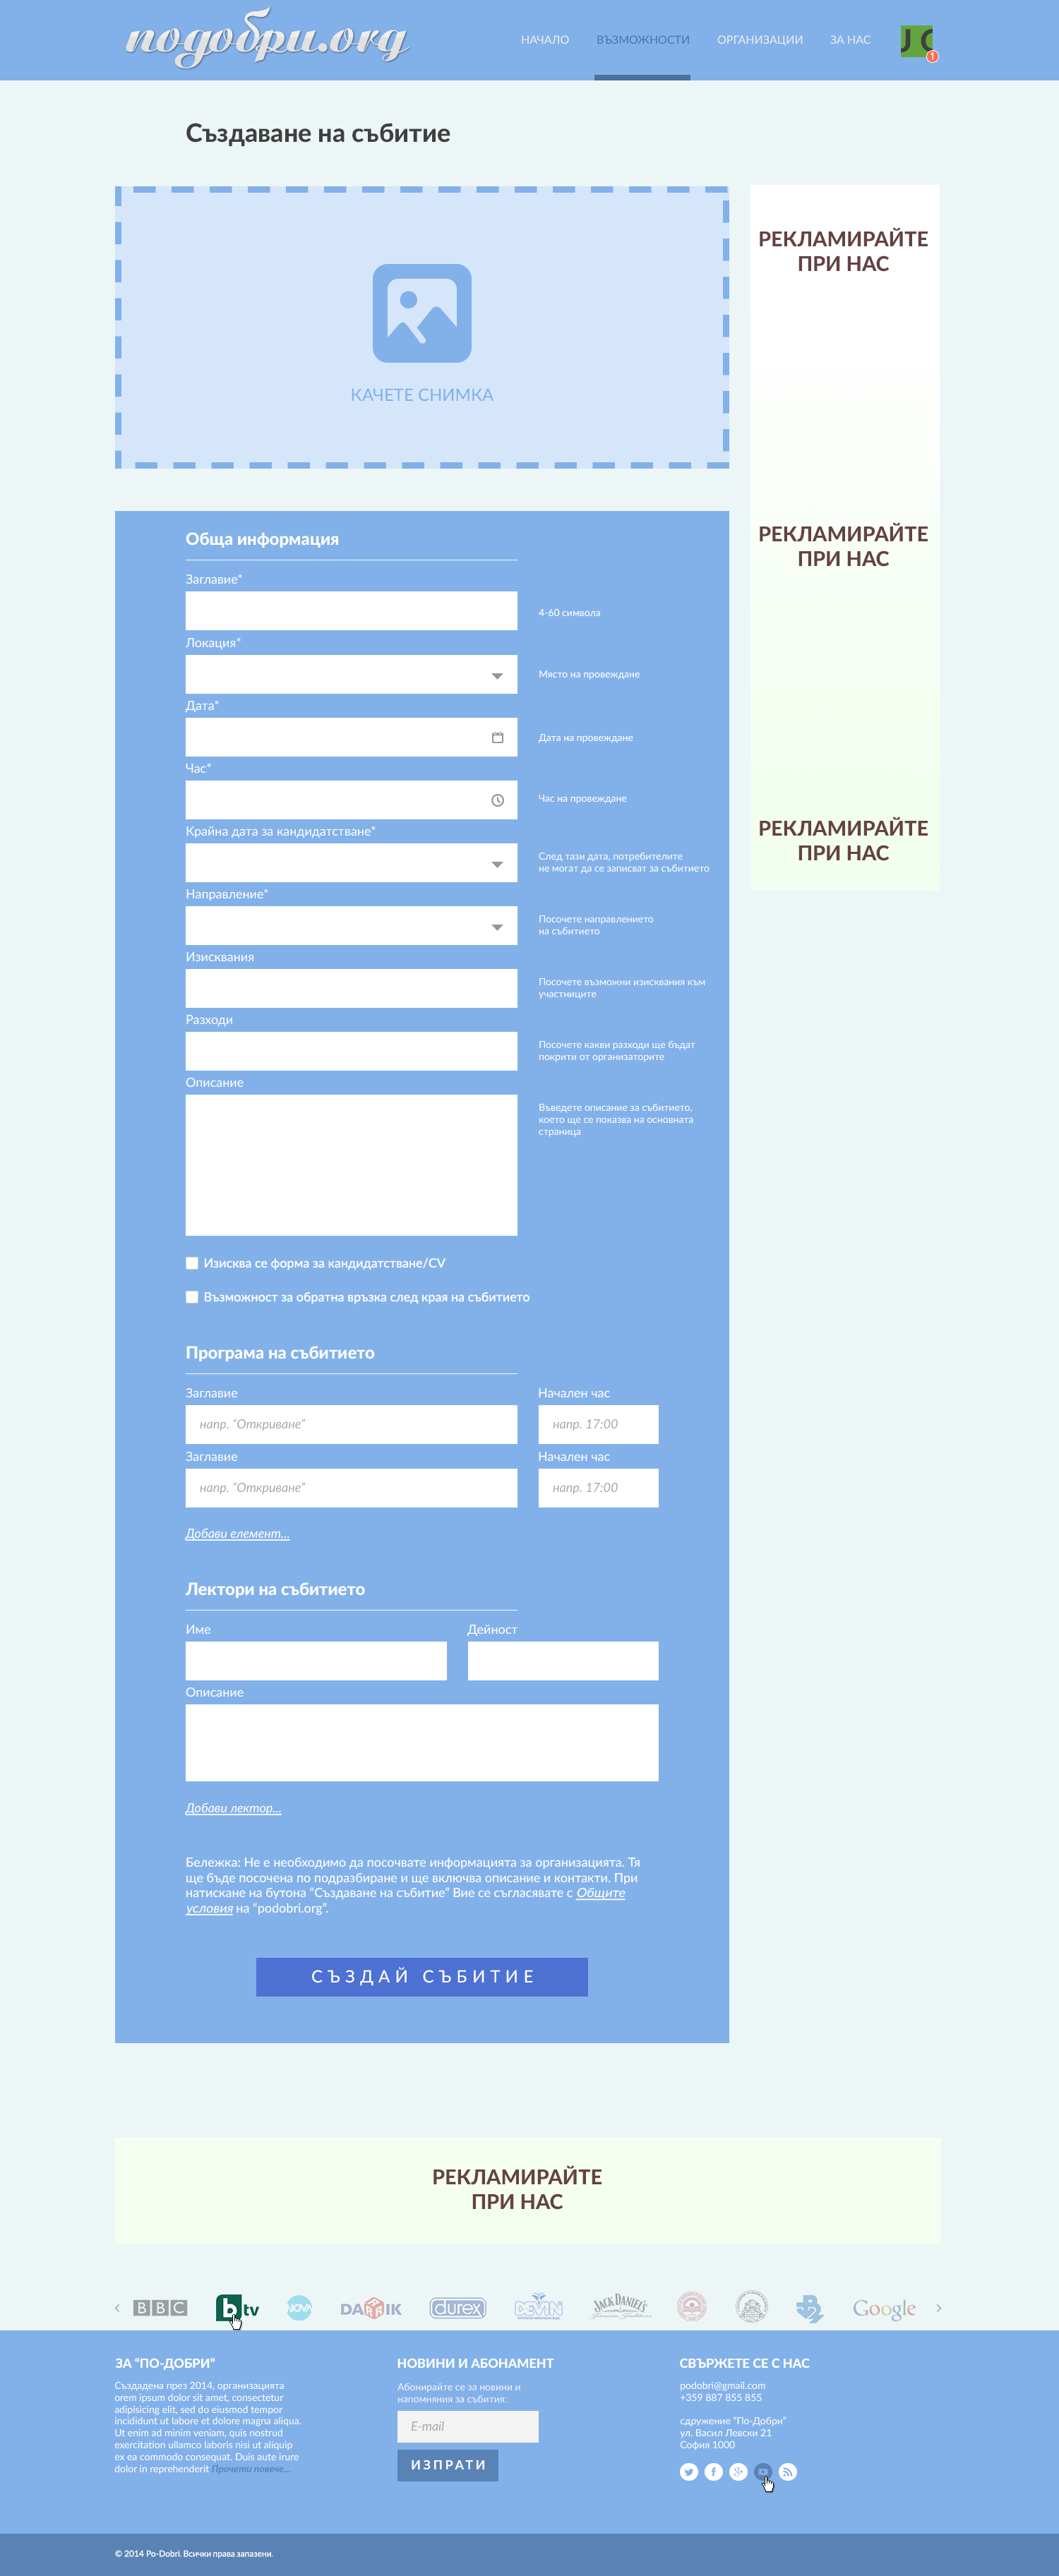 подобри.org
НАЧАЛО
ВЪЗМОЖНОСТИ
ОРГАНИЗАЦИИ
ЗА НАС
1
Създаване на събитие
КАЧЕТЕ СНИМКА
РЕКЛАМИРАЙТЕ
ПРИ НАС
РЕКЛАМИРАЙТЕ
ПРИ НАС
РЕКЛАМИРАЙТЕ
ПРИ НАС
Обща информация
Заглавие*
4-60 символа
Локация*
Място на провеждане
Дата*
Дата на провеждане
Час*
Час на провеждане
Крайна дата за кандидатстване*
След тази дата, потребителите
не могат да се записват за събитието
Направление*
Посочете направлението
на събитието
Изисквания
Посочете възможни изисквания към
участниците
Разходи
Посочете какви разходи ще бъдат
покрити от организаторите
Описание
Въведете описание за събитието,
което ще се показва на основната
страница
Изисква се форма за кандидатстване/CV
Възможност за обратна връзка след края на събитието
Програма на събитието
Заглавие
Начален час
напр. “Откриване”
напр. 17:00
Заглавие
Начален час
напр. “Откриване”
напр. 17:00
Добави елемент...
Лектори на събитието
Име
Дейност
Описание
Добави лектор...
Бележка: Не е необходимо да посочвате информацията за организацията. Тя
ще бъде посочена по подразбиране и ще включва описание и контакти. При
натискане на бутона “Създаване на събитие” Вие се съгласявате с Общите
условия на “podobri.org”.
СЪЗДАЙ СЪБИТИЕ
РЕКЛАМИРАЙТЕ
ПРИ НАС
BBC
btv
NOVA
DARIK
durex
DEVIN
JACK DANIEL'S
Google
ЗА “ПО-ДОБРИ”
Създадена през 2014, организацията
orem ipsum dolor sit amet, consectetur
adipisicing elit, sed do eiusmod tempor
incididunt ut labore et dolore magna aliqua.
Ut enim ad minim veniam, quis nostrud
exercitation ullamco laboris nisi ut aliquip
ex ea commodo consequat. Duis aute irure
dolor in reprehenderit Прочети повече...
НОВИНИ И АБОНАМЕНТ
Абонирайте се за новини и
напомняния за събития:
E-mail
ИЗПРАТИ
СВЪРЖЕТЕ СЕ С НАС
podobri@gmail.com
+359 887 855 855
сдружение “По-Добри”
ул. Васил Левски 21
София 1000
© 2014 Po-Dobri. Всички права запазени.